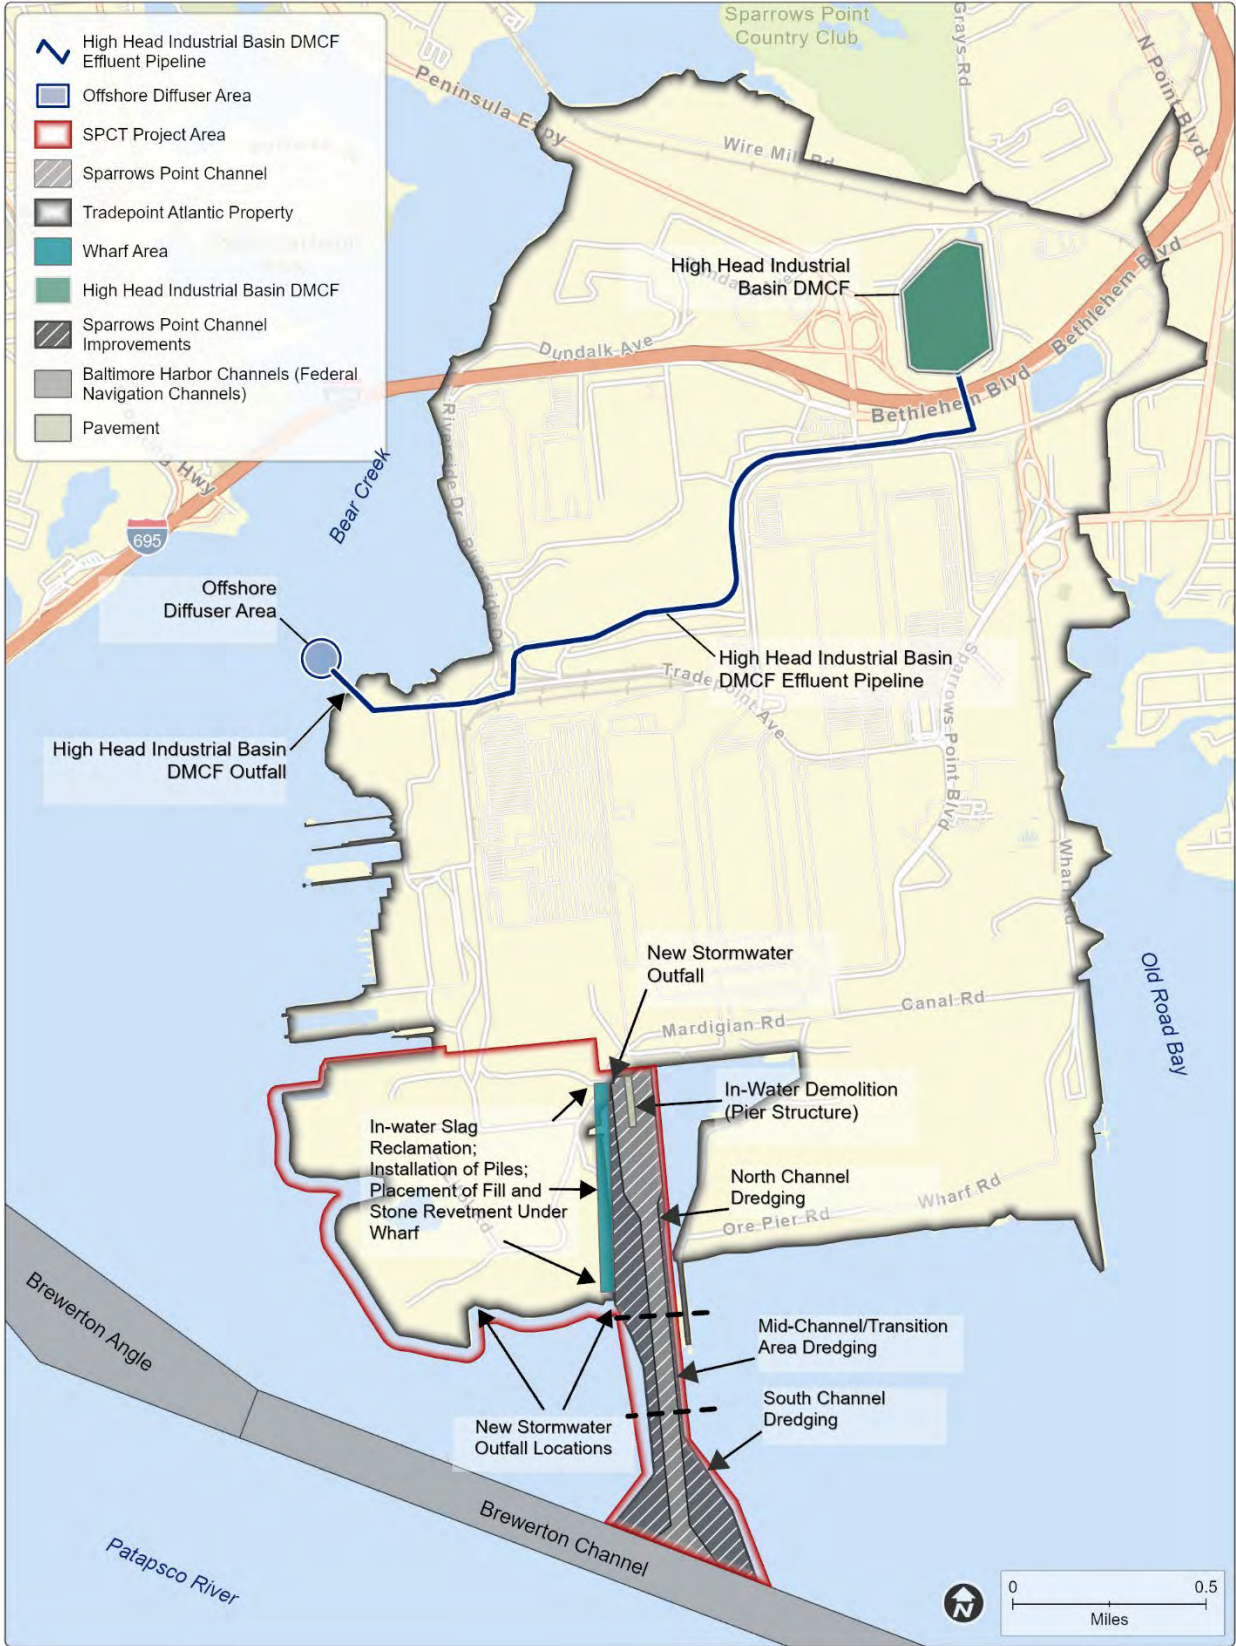 High Head Industrial Basin DMCF
Effluent Pipeline
Offshore Diffuser Area
SPCT Project Area
Sparrows Point Channel
Tradepoint Atlantic Property
Wharf Area
High Head Industrial Basin DMCF
Sparrows Point Channel
Improvements
Baltimore Harbor Channels (Federal
Navigation Channels)
Pavement
Sparrows Point
Country Club
Grays Rd
N Point Blvd
Peninsula Expy
Wire Mill Rd
High Head Industrial
Basin DMCF
Bethlehem Blvd
Dundalk Ave
Bethlehem Blvd
Riverside Dr
Riverside Dr
Hwy
695
Bear Creek
Offshore
Diffuser Area
High Head Industrial Basin
DMCF Effluent Pipeline
Tradepoint Ave
Sparrows Point Blvd
High Head Industrial Basin
DMCF Outfall
Wharf Rd
Old Road Bay
New Stormwater
Outfall
Canal Rd
Mardigian Rd
In-Water Demolition
(Pier Structure)
In-water Slag
Reclamation;
Installation of Piles;
Placement of Fill and
Stone Revetment Under
Wharf
North Channel
Dredging
Wharf Rd
Ore Pier Rd
Brewerton Angle
Mid-Channel/Transition
Area Dredging
South Channel
Dredging
New Stormwater
Outfall Locations
Brewerton Channel
Patapsco River
N
0 0.5
Miles